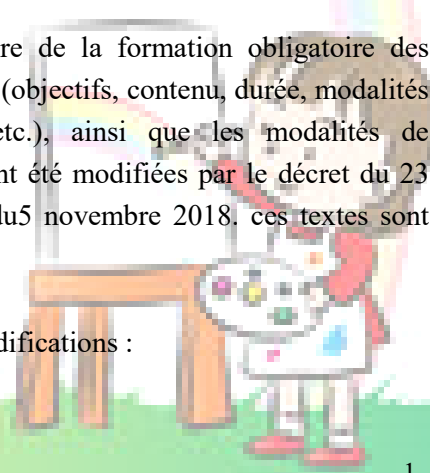 re de la formation obligatoire des
(objectifs, contenu, durée, modalités
etc.), ainsi que les modalités de
nt été modifiées par le décret du 23
du5 novembre 2018. ces textes sont
difications :
1